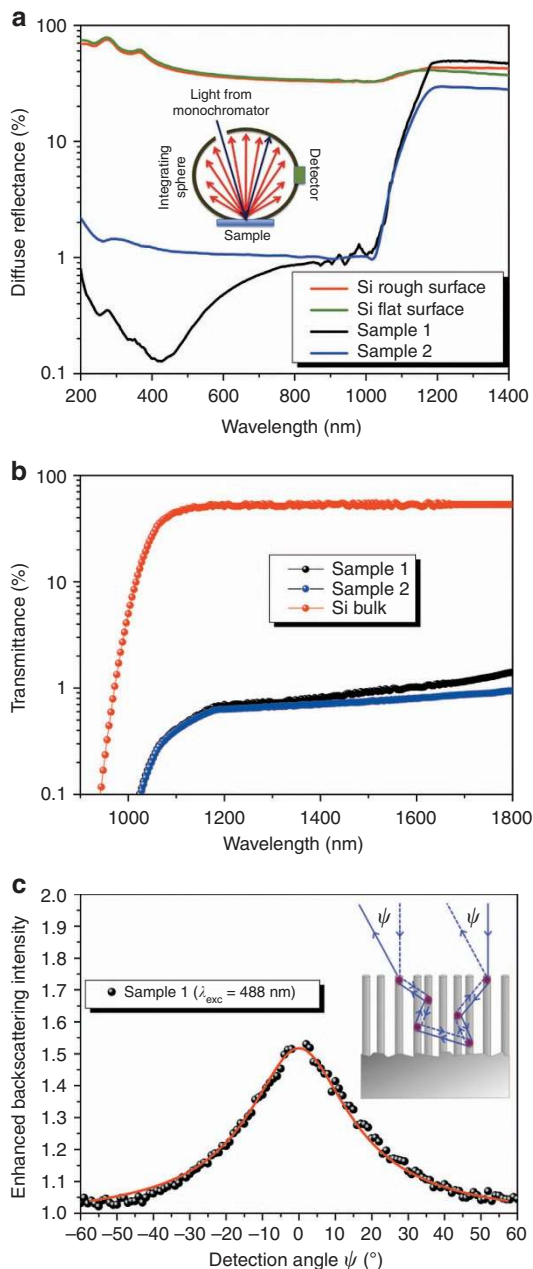 a
100
10
1
0.1
Diffuse reflectance (%)
Light from
monochromator
Integrating
sphere
Detector
Sample
Si rough surface
Si flat surface
Sample 1
Sample 2
200 400 600 800 1000 1200 1400
Wavelength (nm)
b
100
10
1
0.1
Transmittance (%)
Sample 1
Sample 2
Si bulk
1000 1200 1400 1600 1800
Wavelength (nm)
c
2.0
1.9
1.8
1.7
1.6
1.5
1.4
1.3
1.2
1.1
1.0
Enhanced backscattering intensity
ψ ψ
Sample 1 (λexc = 488 nm)
−60 −50 −40 −30 −20 −10 0 10 20 30 40 50 60
Detection angle ψ (°)